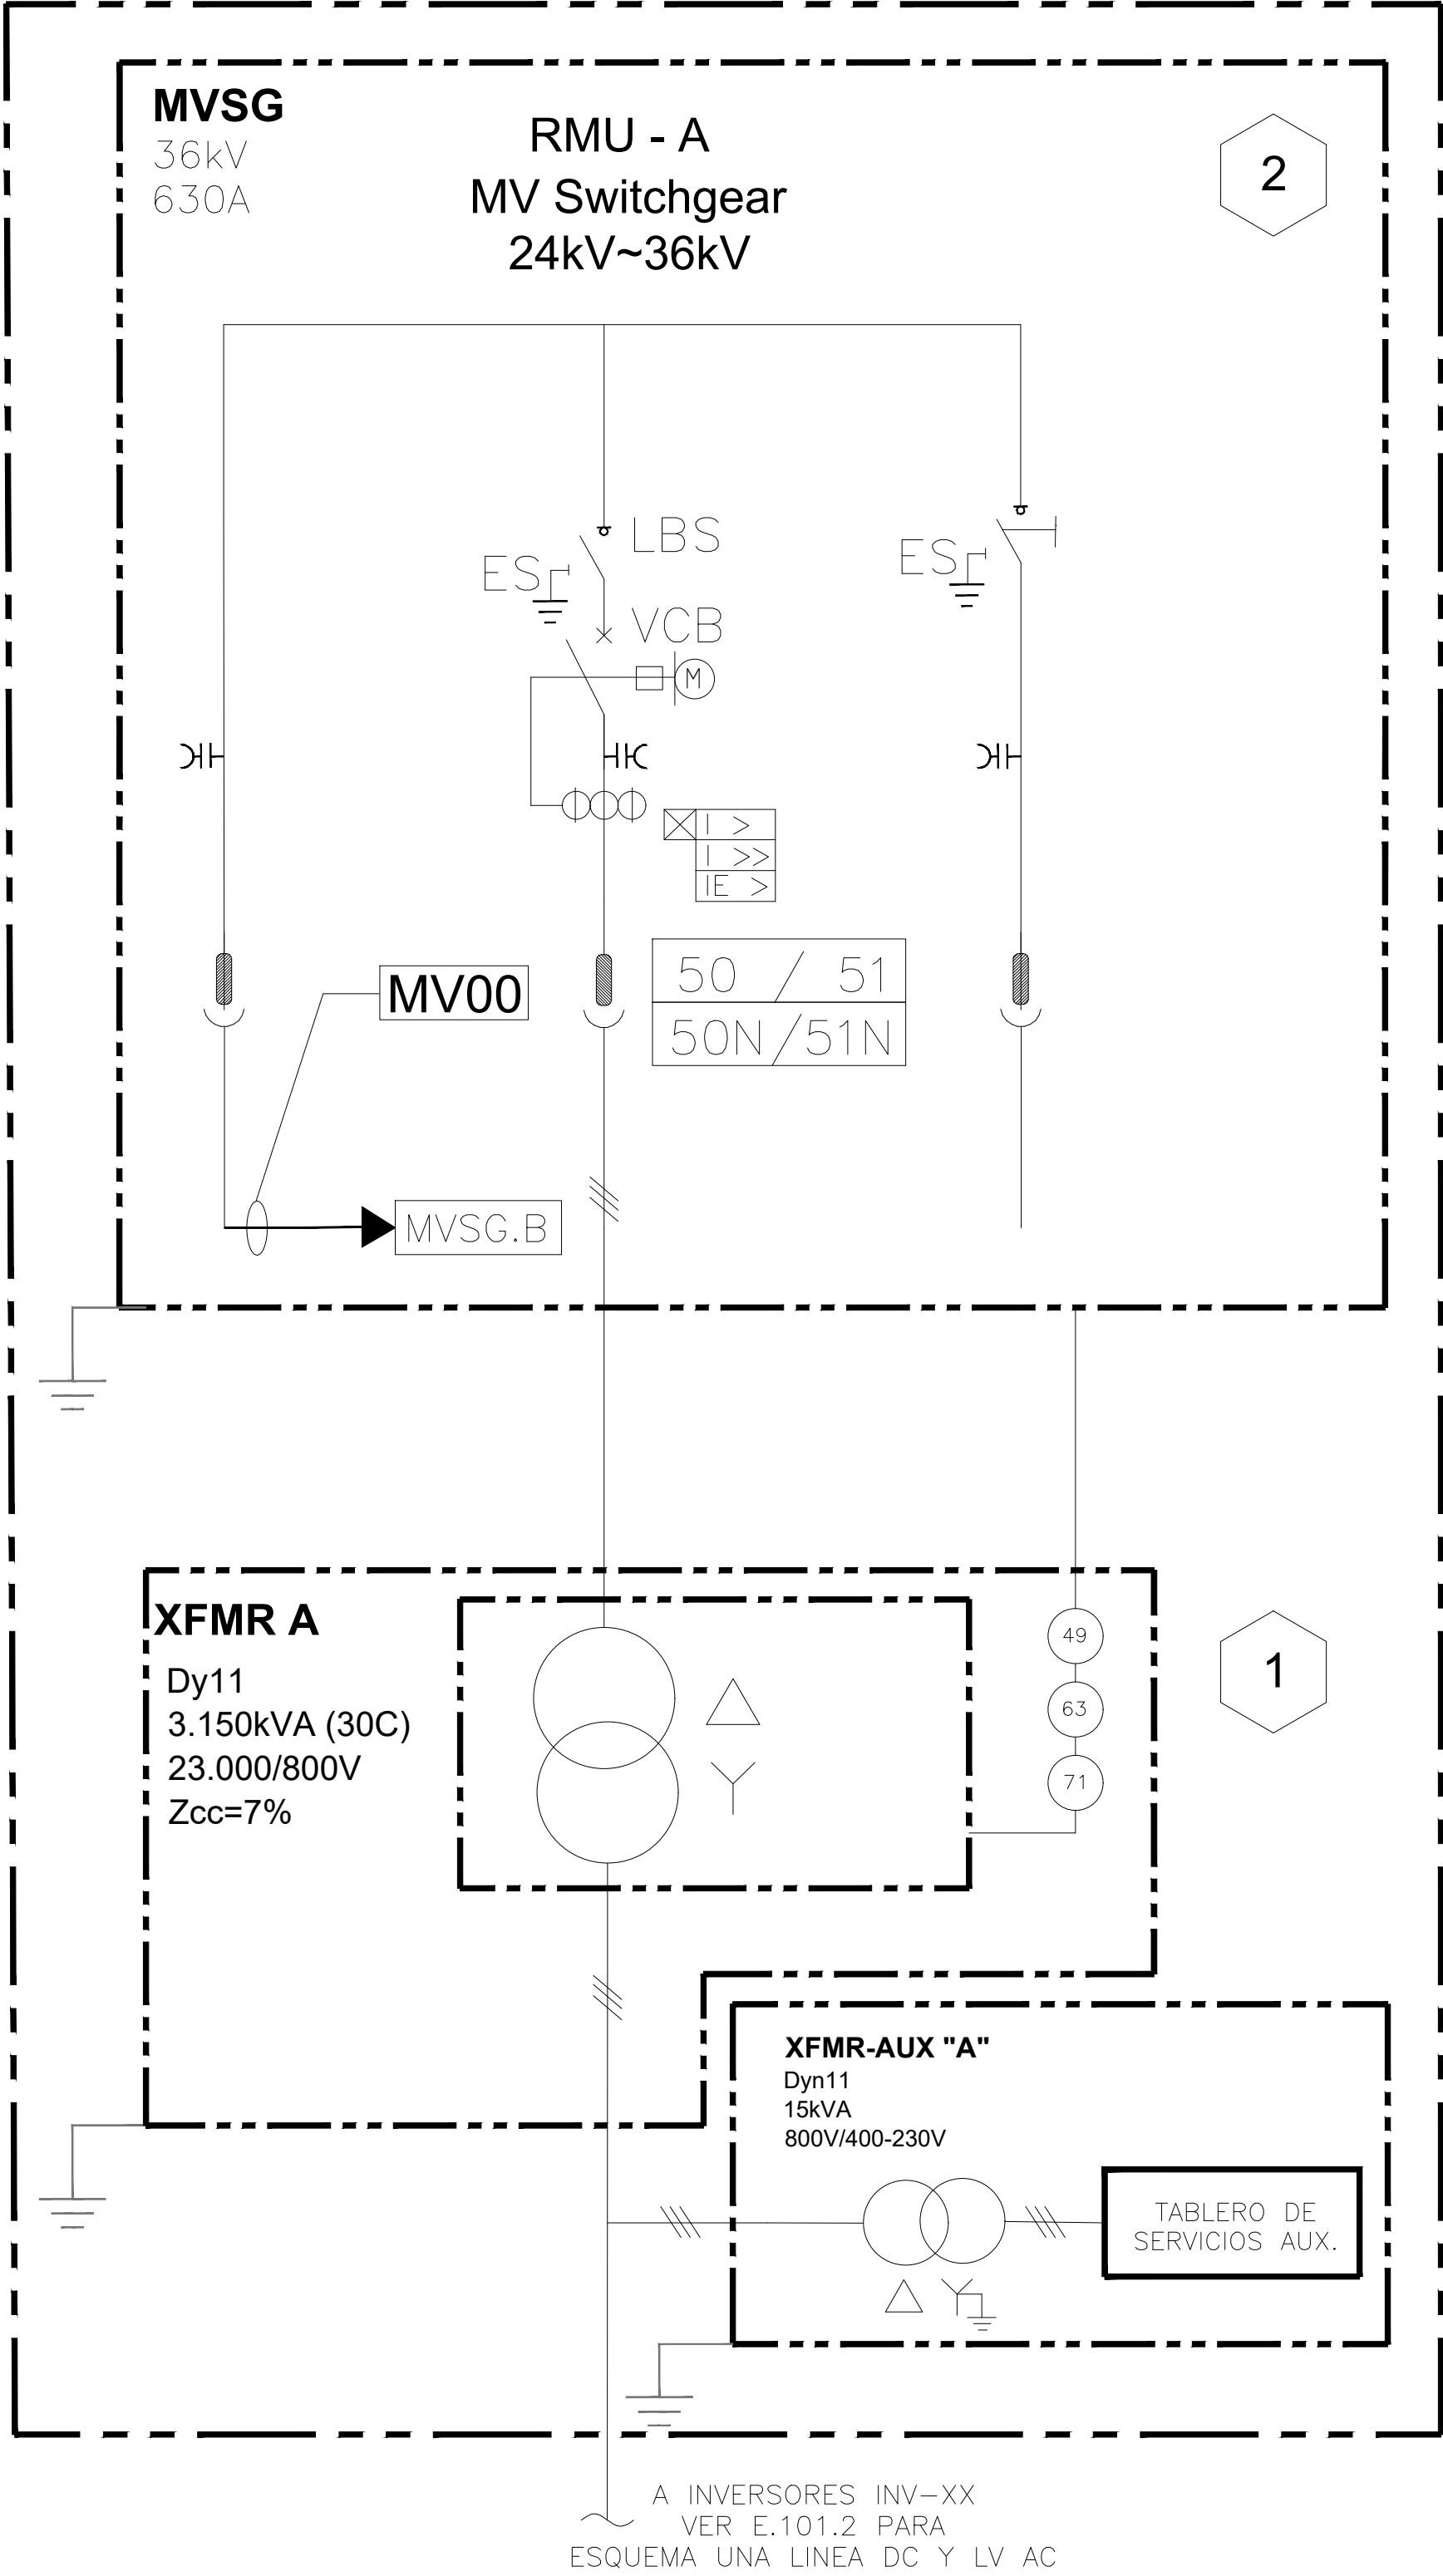 MVSG
36kV
630A
RMU - A
MV Switchgear
24kV~36kV
2
LBS
ES
ES
VCB
M
I >
I >>
IE >
50 / 51
50N/51N
MV00
MVSG.B
XFMR A
Dy11
3.150kVA (30C)
23.000/800V
Zcc=7%
49
63
71
1
XFMR-AUX "A"
Dyn11
15kVA
800V/400-230V
TABLERO DE
SERVICIOS AUX.
A INVERSORES INV-XX
VER E.101.2 PARA
ESQUEMA UNA LINEA DC Y LV AC